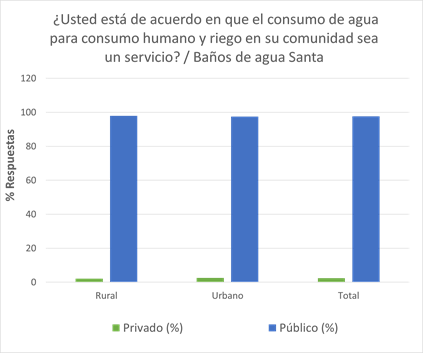 ¿Usted está de acuerdo en que el consumo de agua
para consumo humano y riego en su comunidad sea
un servicio? / Baños de agua Santa
% Respuestas
120
100
80
60
40
20
0
Rural Urbano Total
Privado (%) Público (%)